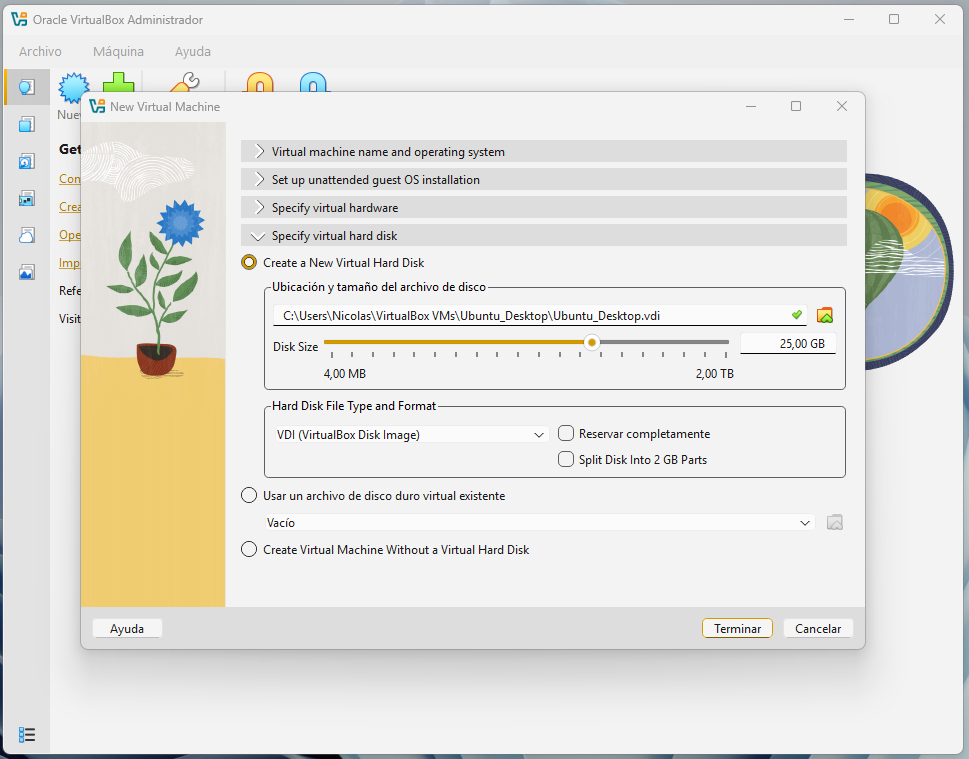 Oracle VirtualBox Administrador
Archivo Máquina Ayuda
New Virtual Machine
Virtual machine name and operating system
Set up unattended guest OS installation
Specify virtual hardware
Specify virtual hard disk
Create a New Virtual Hard Disk
Ubicación y tamaño del archivo de disco
C:\Users\Nicolas\VirtualBox VMs\Ubuntu_Desktop\Ubuntu_Desktop.vdi
Disk Size 25,00 GB
4,00 MB 2,00 TB
Hard Disk File Type and Format
VDI (VirtualBox Disk Image) Reservar completamente
Split Disk Into 2 GB Parts
Usar un archivo de disco duro virtual existente
Vacío
Create Virtual Machine Without a Virtual Hard Disk
Ayuda Terminar Cancelar